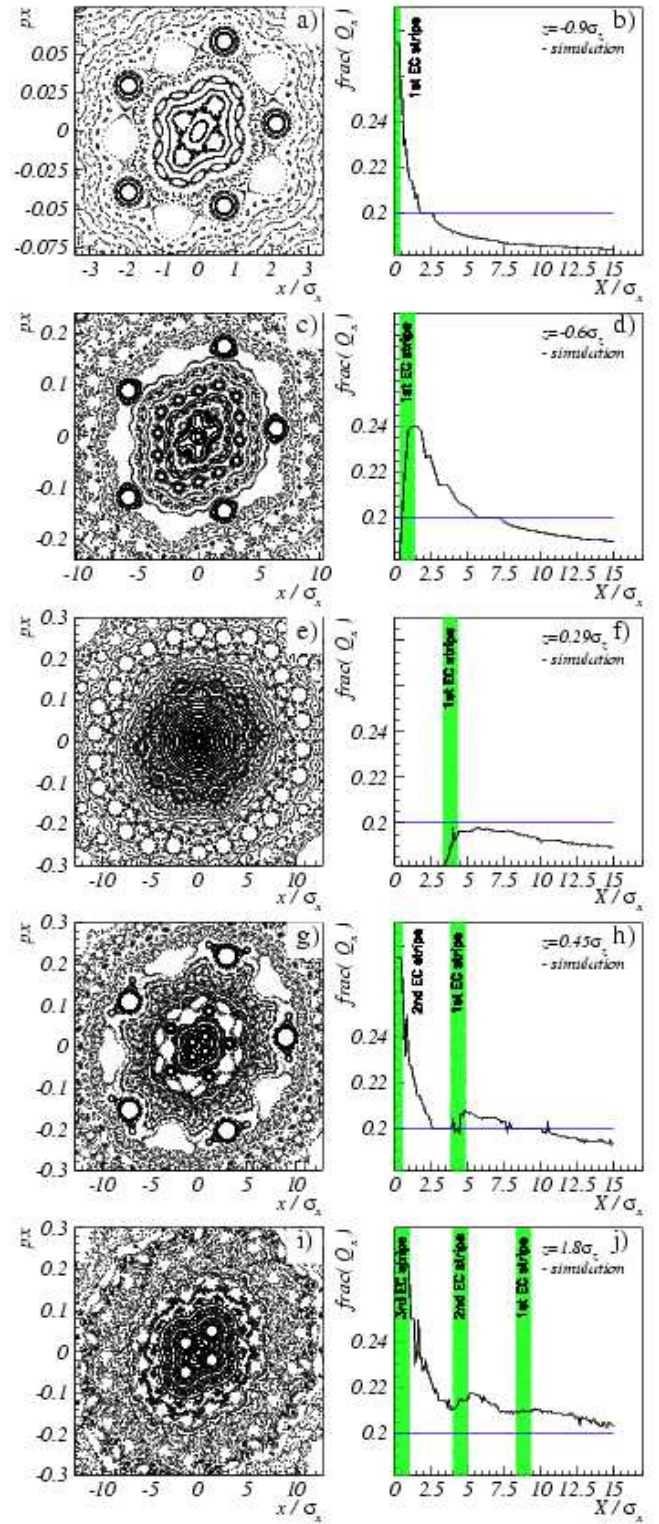 px
a)
0.05
0.025
0
-0.025
-0.05
-0.075
-3 -2 -1 0 1 2 3
x / σx
frac( Qx )
b)
z=-0.9σz
- simulation
1st EC stripe
0.24
0.22
0.2
0 2.5 5 7.5 10 12.5 15
X / σx
px
c)
0.2
0.1
0
-0.1
-0.2
-10 -5 0 5 10
x / σx
frac( Qx )
d)
z=-0.6σz
- simulation
1st EC stripe
0.24
0.22
0.2
0 2.5 5 7.5 10 12.5 15
X / σx
px
e)
0.3
0.2
0.1
0
-0.1
-0.2
-0.3
-10 -5 0 5 10
x / σx
frac( Qx )
f)
z=0.29σz
- simulation
1st EC stripe
0.24
0.22
0.2
0 2.5 5 7.5 10 12.5 15
X / σx
px
g)
0.3
0.2
0.1
0
-0.1
-0.2
-0.3
-10 -5 0 5 10
x / σx
frac( Qx )
h)
z=0.45σz
- simulation
2nd EC stripe
1st EC stripe
0.24
0.22
0.2
0 2.5 5 7.5 10 12.5 15
X / σx
px
i)
0.3
0.2
0.1
0
-0.1
-0.2
-0.3
-10 -5 0 5 10
x / σx
frac( Qx )
j)
z=1.8σz
- simulation
3rd EC stripe
2nd EC stripe
1st EC stripe
0.24
0.22
0.2
0 2.5 5 7.5 10 12.5 15
X / σx